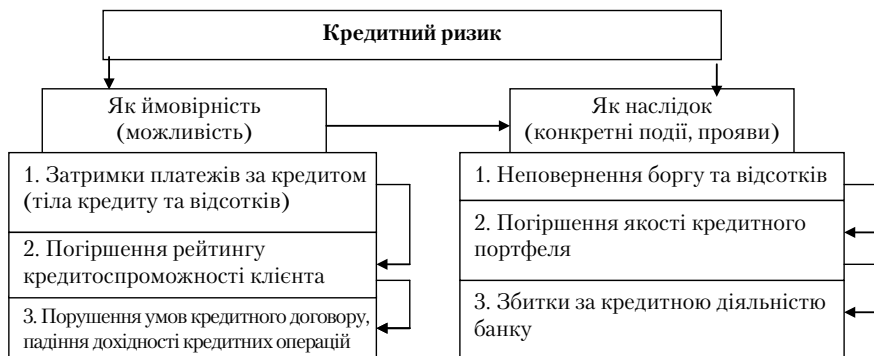 Кредитний ризик
Як ймовірність
(можливість)
Як наслідок
(конкретні події, прояви)
1. Затримки платежів за кредитом
(тіла кредиту та відсотків)
2. Погіршення рейтингу
кредитоспроможності клієнта
3. Порушення умов кредитного договору,
падіння дохідності кредитних операцій
1. Неповернення боргу та відсотків
2. Погіршення якості кредитного
портфеля
3. Збитки за кредитною діяльністю
банку